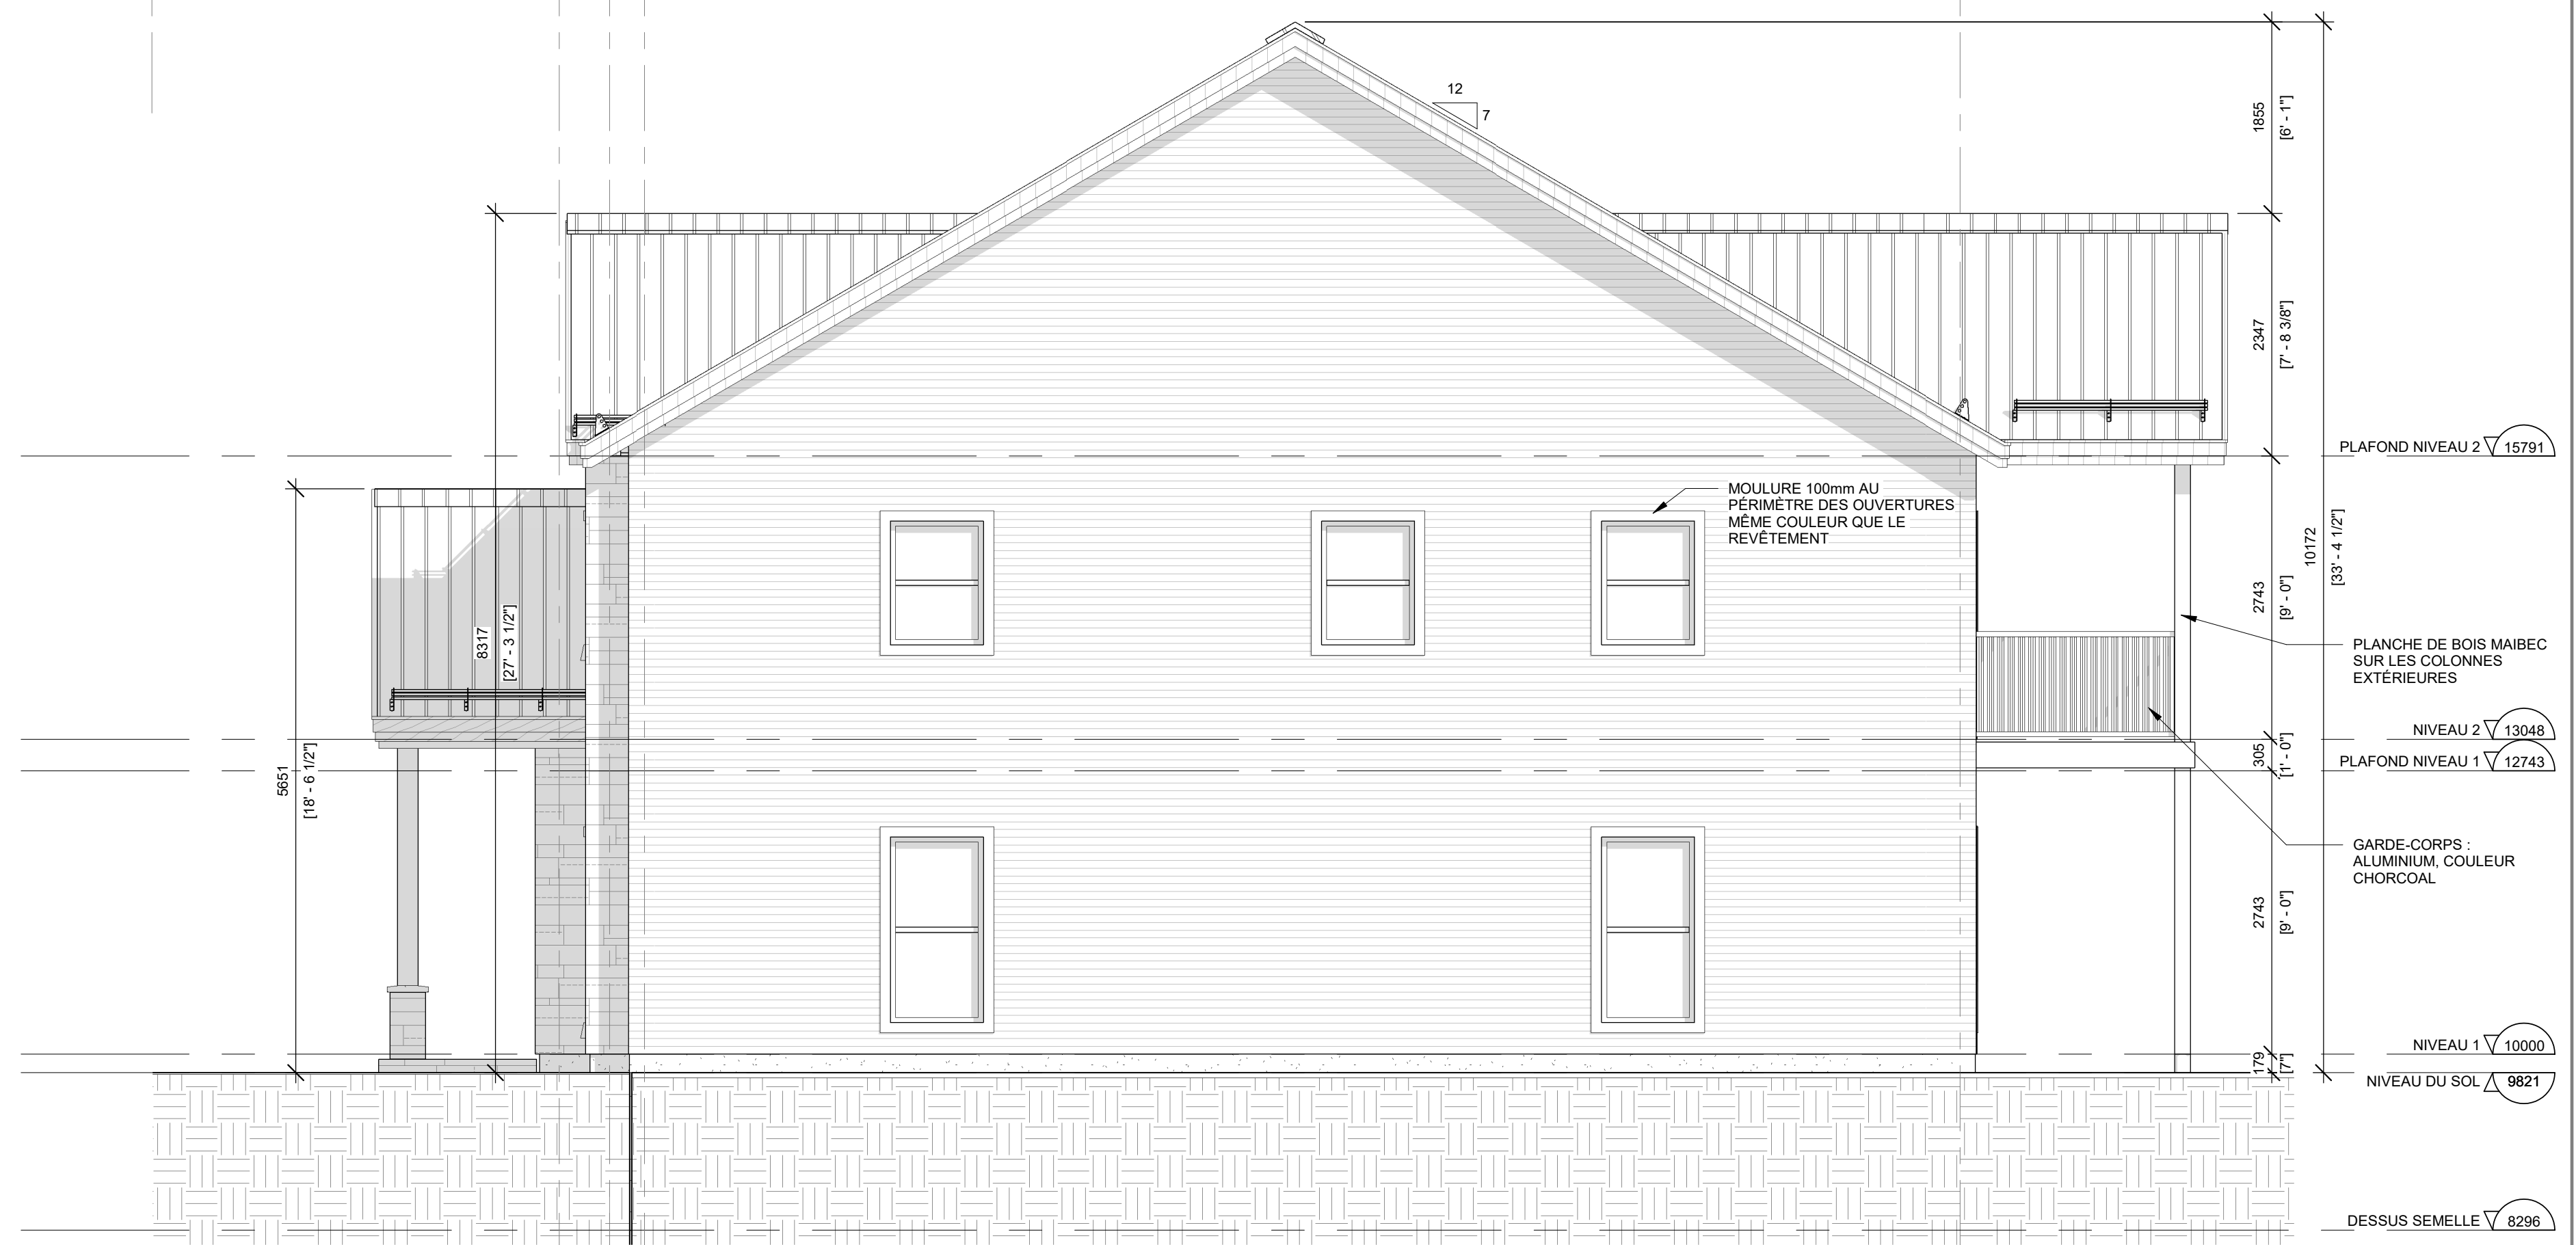 12
7
1855
[6' - 1"]
2347
[7' - 8 3/8"]
PLAFOND NIVEAU 2 15791
MOULURE 100mm AU
PÉRIMÈTRE DES OUVERTURES
MÊME COULEUR QUE LE
REVÊTEMENT
10172
[33' - 4 1/2"]
2743
[9' - 0"]
8317
[27' - 3 1/2"]
PLANCHE DE BOIS MAIBEC
SUR LES COLONNES
EXTÉRIEURES
NIVEAU 2 13048
305
[1' - 0"]
PLAFOND NIVEAU 1 12743
5651
[18' - 6 1/2"]
GARDE-CORPS :
ALUMINIUM, COULEUR
CHORCOAL
2743
[9' - 0"]
NIVEAU 1 10000
179
[7"]
NIVEAU DU SOL 9821
DESSUS SEMELLE 8296